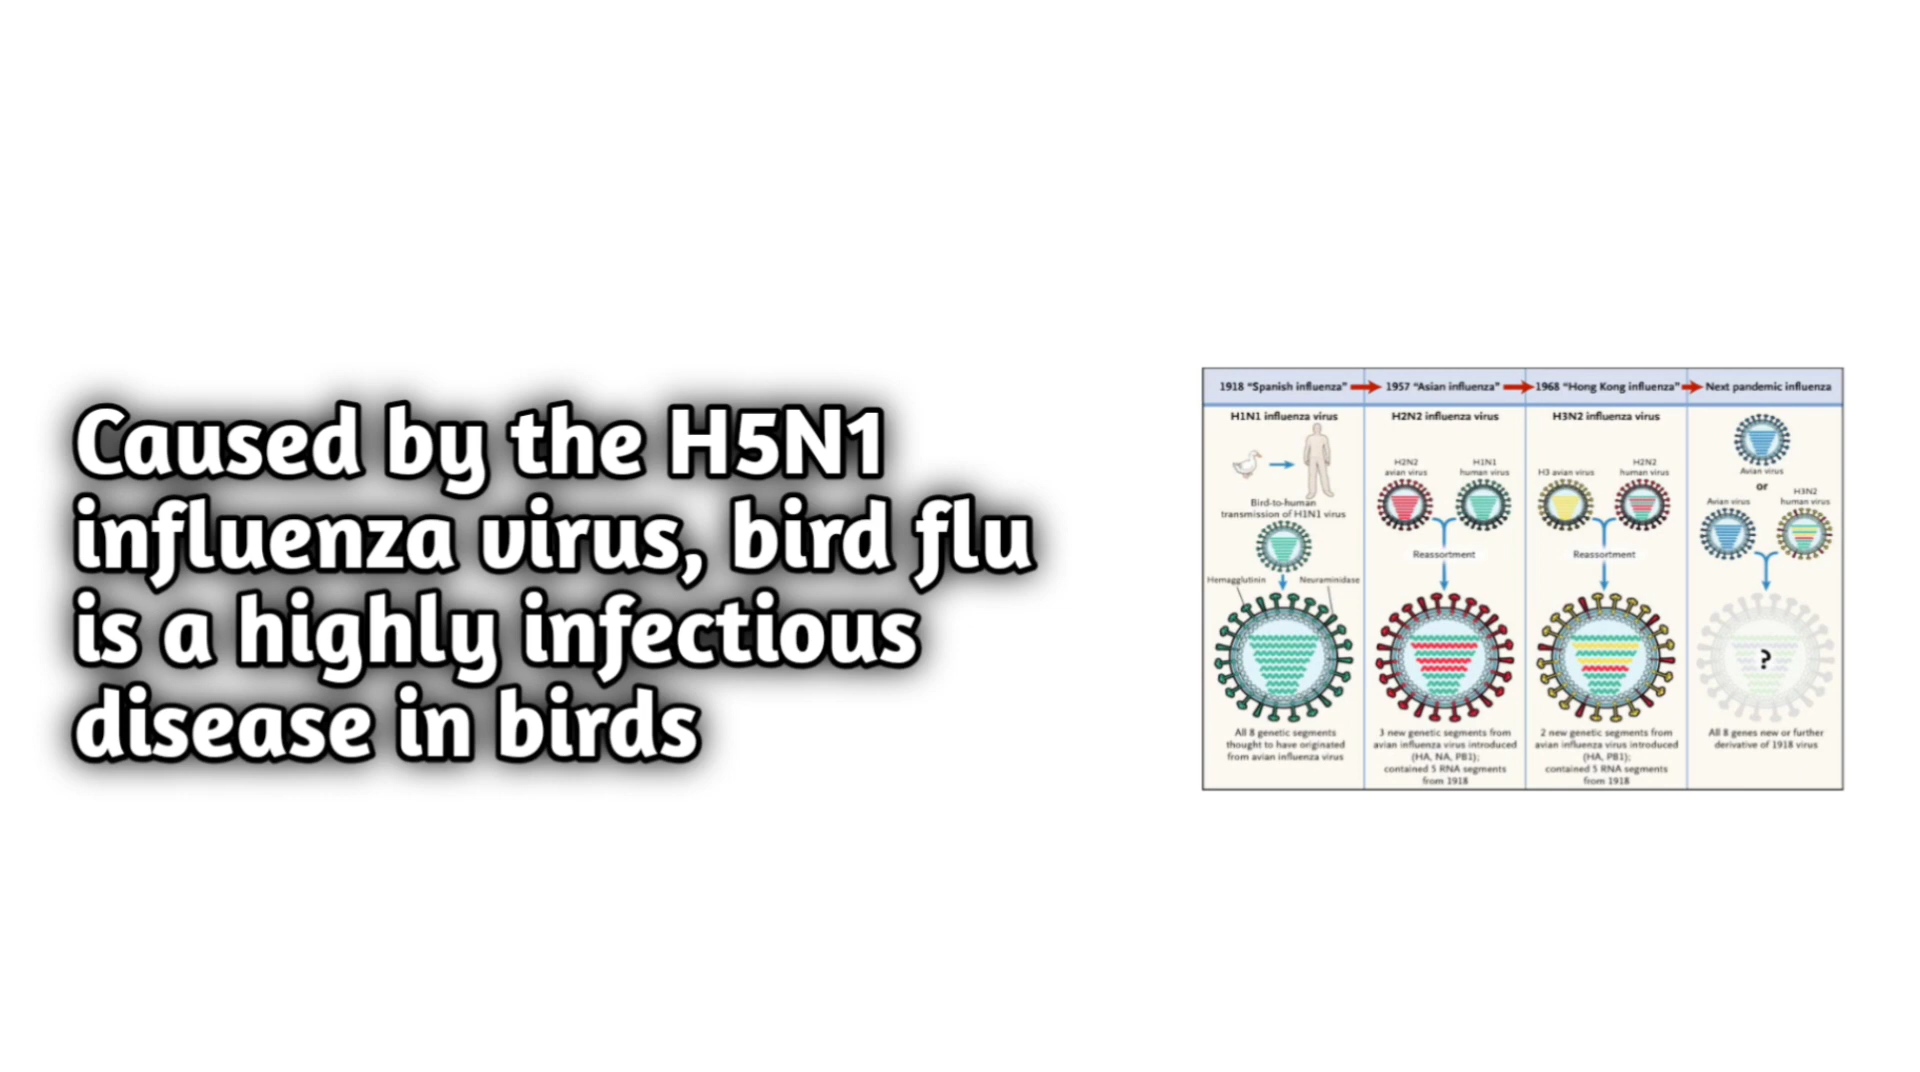 Caused by the H5N1
influenza virus, bird flu
is a highly infectious
disease in birds
1918 “Spanish influenza”
1957 “Asian influenza”
1968 “Hong Kong influenza”
Next pandemic influenza
H1N1 influenza virus
Bird-to-human
transmission of H1N1 virus
Hemagglutinin
Neuraminidase
All 8 genetic segments
thought to have originated
from avian influenza virus
H2N2 influenza virus
H2N2
avian virus
H1N1
human virus
Reassortment
3 new genetic segments from
avian influenza virus introduced
(HA, NA, PB1);
contained 5 RNA segments
from 1918
H3N2 influenza virus
H3 avian virus
H2N2
human virus
Reassortment
2 new genetic segments from
avian influenza virus introduced
(HA, PB1);
contained 5 RNA segments
from 1918
Avian virus
or
Avian virus
H3N2
human virus
?
All 8 genes new or further
derivative of 1918 virus